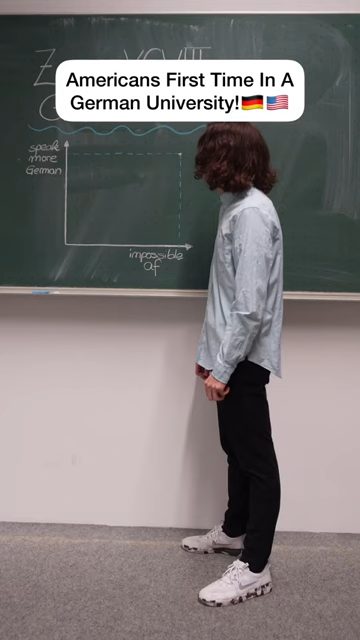 Americans First Time In A
German University!🇩🇪🇺🇸
speak
more
German
impossible
af